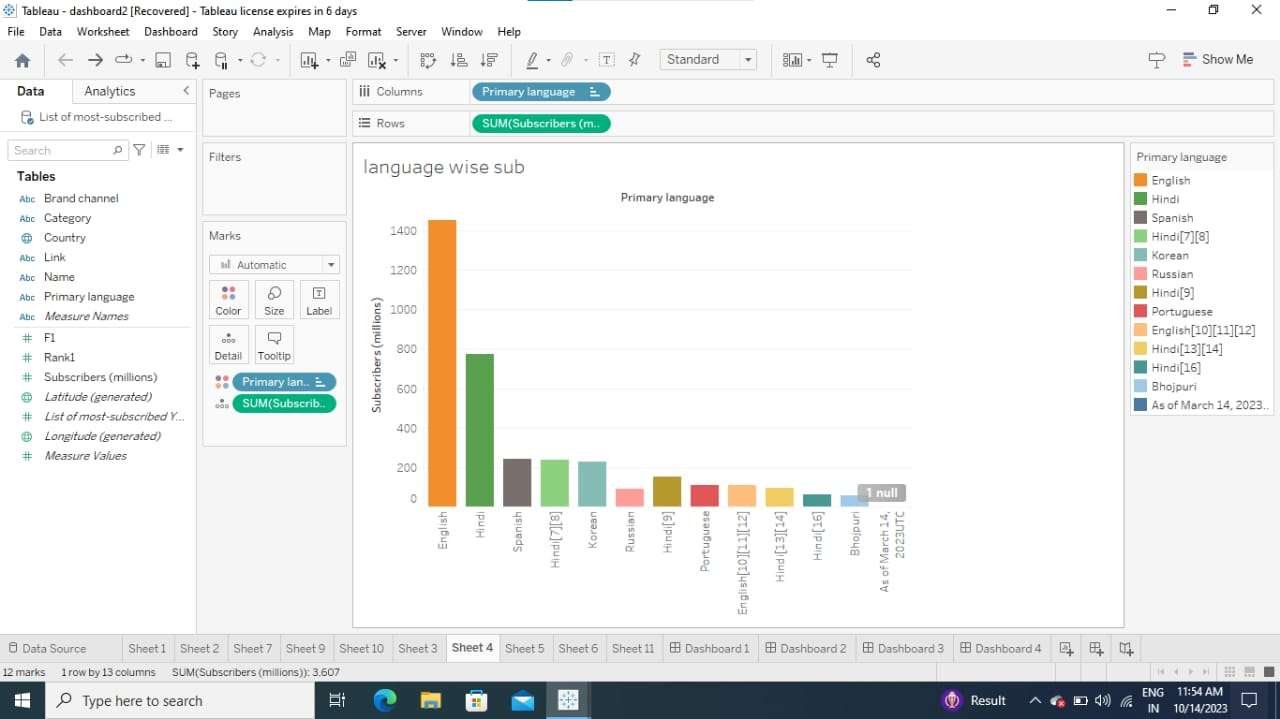 Tableau - dashboard2 [Recovered] - Tableau license expires in 6 days
File Data Worksheet Dashboard Story Analysis Map Format Server Window Help
Standard
Show Me
Data Analytics
List of most-subscribed ...
Search
Tables
Abc Brand channel
Abc Category
Country
Abc Link
Abc Name
Abc Primary language
Abc Measure Names
# F1
# Rank1
# Subscribers (millions)
Latitude (generated)
# List of most-subscribed Y...
Longitude (generated)
# Measure Values
Pages
Filters
Marks
Automatic
Color Size Label
Detail Tooltip
Primary lan..
SUM(Subscrib..
Columns Primary language
Rows SUM(Subscribers (m..
language wise sub
Primary language
Subscribers (millions)
1400
1200
1000
800
600
400
200
0
1 null
English
Hindi
Spanish
Hindi[7][8]
Korean
Russian
Hindi[9]
Portuguese
English[10][11][12]
Hindi[13][14]
Hindi[16]
Bhojpuri
As of March 14,
2023UTC
Primary language
English
Hindi
Spanish
Hindi[7][8]
Korean
Russian
Hindi[9]
Portuguese
English[10][11][12]
Hindi[13][14]
Hindi[16]
Bhojpuri
As of March 14, 2023..
Data Source Sheet 1 Sheet 2 Sheet 7 Sheet 9 Sheet 10 Sheet 3 Sheet 4 Sheet 5 Sheet 6 Sheet 11 Dashboard 1 Dashboard 2 Dashboard 3 Dashboard 4
12 marks 1 row by 13 columns SUM(Subscribers (millions)): 3,607
Type here to search
Result
ENG
IN
11:54 AM
10/14/2023